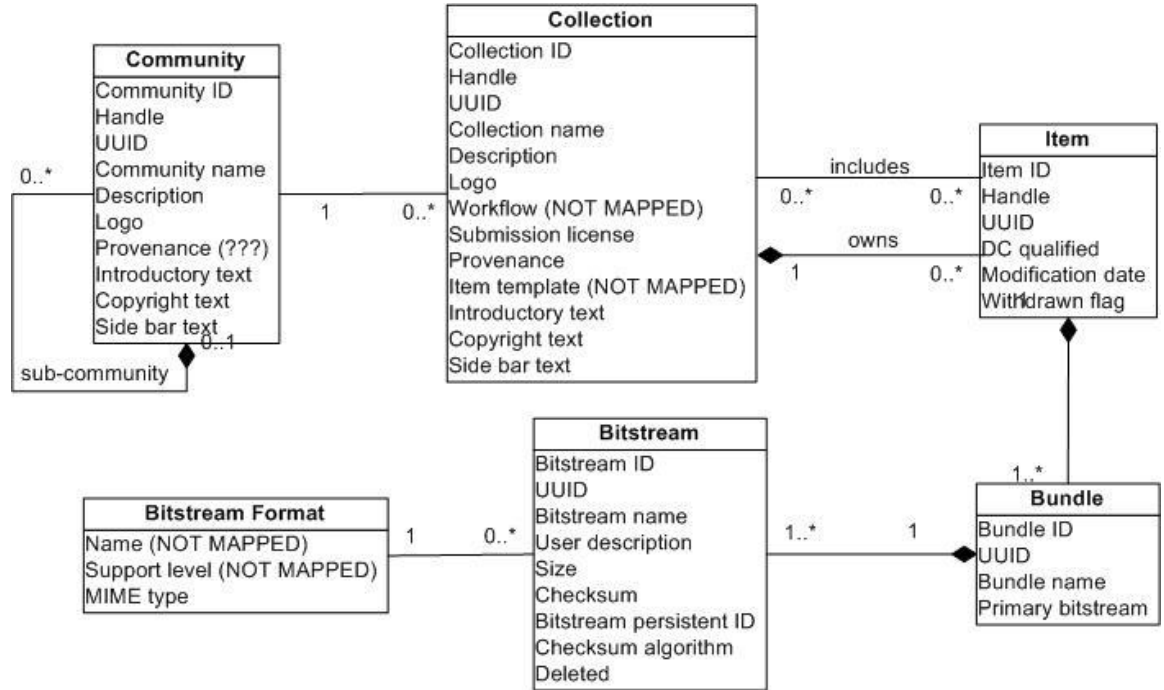 Community
Community ID
Handle
UUID
Community name
Description
Logo
Provenance (???)
Introductory text
Copyright text
Side bar text
0..*
0..1
sub-community
1
0..*
Collection
Collection ID
Handle
UUID
Collection name
Description
Logo
Workflow (NOT MAPPED)
Submission license
Provenance
Item template (NOT MAPPED)
Introductory text
Copyright text
Side bar text
includes
0..*
0..*
owns
1
0..*
Item
Item ID
Handle
UUID
DC qualified
Modification date
Withdrawn flag
1
1..*
Bitstream Format
Name (NOT MAPPED)
Support level (NOT MAPPED)
MIME type
1
0..*
Bitstream
Bitstream ID
UUID
Bitstream name
User description
Size
Checksum
Bitstream persistent ID
Checksum algorithm
Deleted
1..*
1
Bundle
Bundle ID
UUID
Bundle name
Primary bitstream